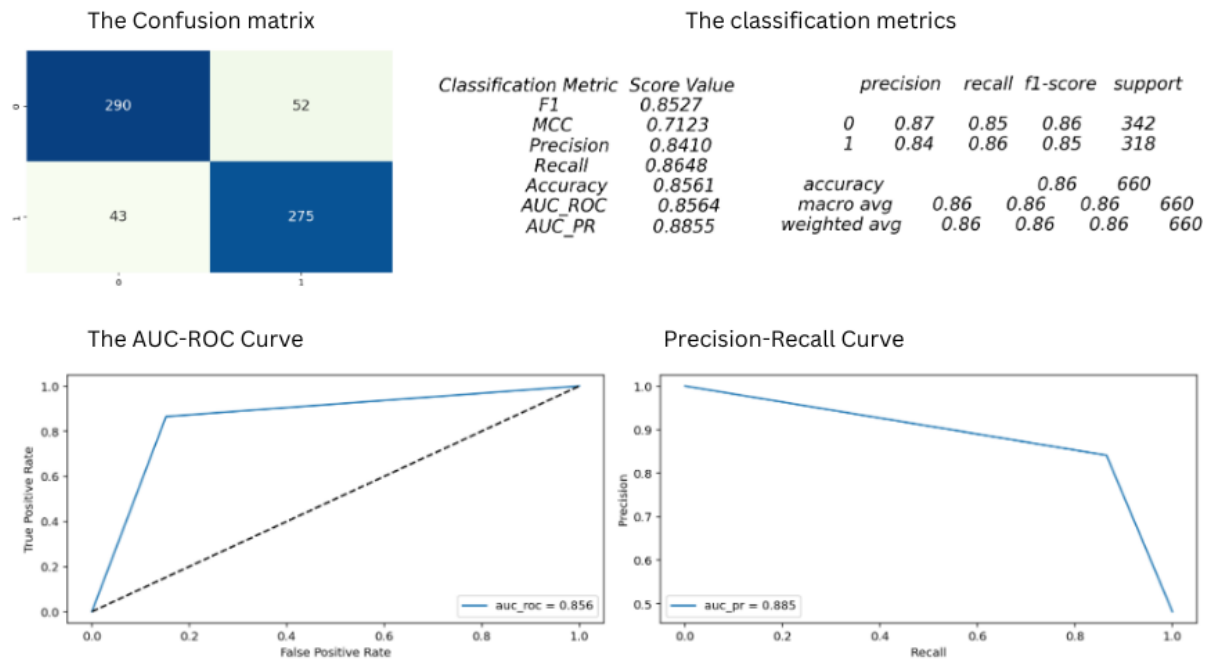 The Confusion matrix
0
290
52
1
43
275
0
1
The classification metrics
Classification Metric Score Value
F1 0.8527
MCC 0.7123
Precision 0.8410
Recall 0.8648
Accuracy 0.8561
AUC_ROC 0.8564
AUC_PR 0.8855
precision recall f1-score support
0 0.87 0.85 0.86 342
1 0.84 0.86 0.85 318
accuracy 0.86 660
macro avg 0.86 0.86 0.86 660
weighted avg 0.86 0.86 0.86 660
The AUC-ROC Curve
True Positive Rate
1.0
0.8
0.6
0.4
0.2
0.0
0.0 0.2 0.4 0.6 0.8 1.0
False Positive Rate
auc_roc = 0.856
Precision-Recall Curve
Precision
1.0
0.9
0.8
0.7
0.6
0.5
0.0 0.2 0.4 0.6 0.8 1.0
Recall
auc_pr = 0.885